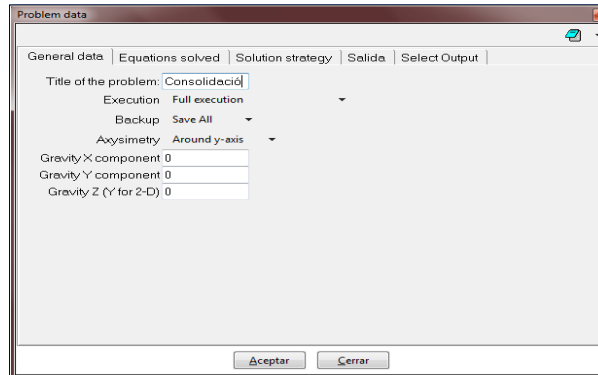 Problem data
General data Equations solved Solution strategy Salida Select Output
Title of the problem: Consolidació
Execution Full execution
Backup Save All
Axysimetry Around y-axis
Gravity X component 0
Gravity Y component 0
Gravity Z (Y for 2-D) 0
Aceptar Cerrar